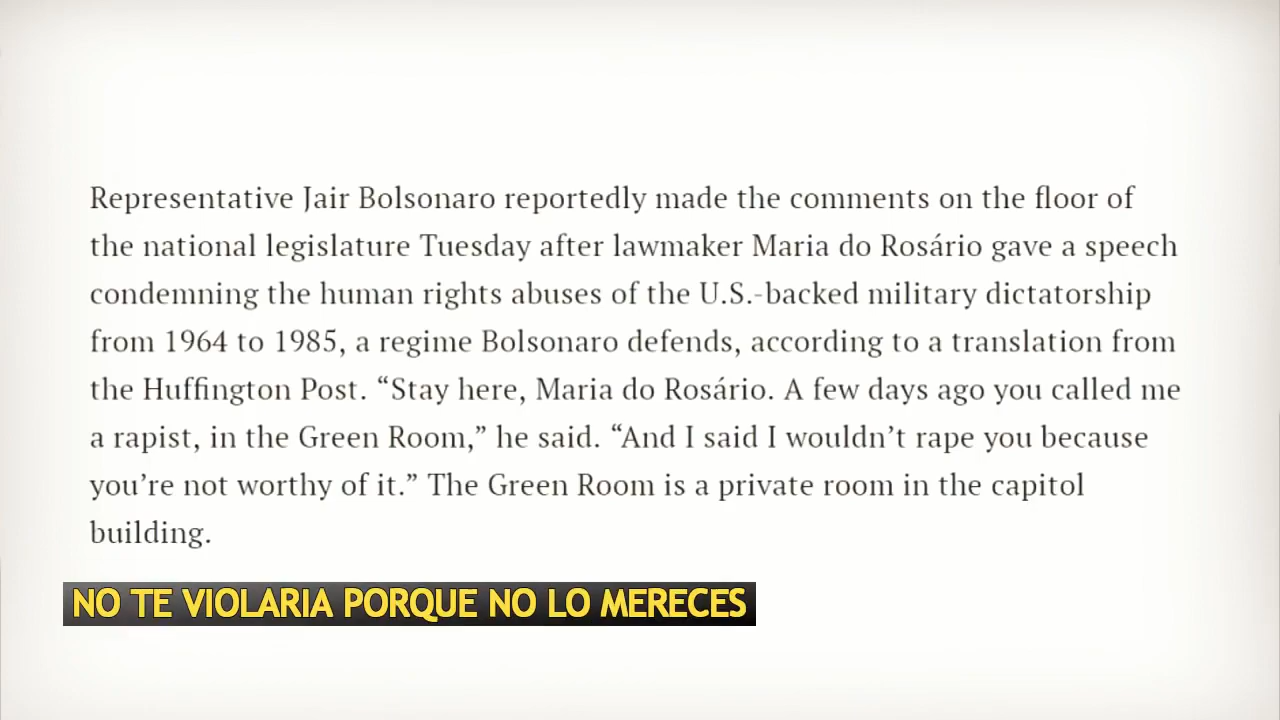 Representative Jair Bolsonaro reportedly made the comments on the floor of
the national legislature Tuesday after lawmaker Maria do Rosário gave a speech
condemning the human rights abuses of the U.S.-backed military dictatorship
from 1964 to 1985, a regime Bolsonaro defends, according to a translation from
the Huffington Post. “Stay here, Maria do Rosário. A few days ago you called me
a rapist, in the Green Room,” he said. “And I said I wouldn’t rape you because
you’re not worthy of it.” The Green Room is a private room in the capitol
building.
NO TE VIOLARIA PORQUE NO LO MERECES